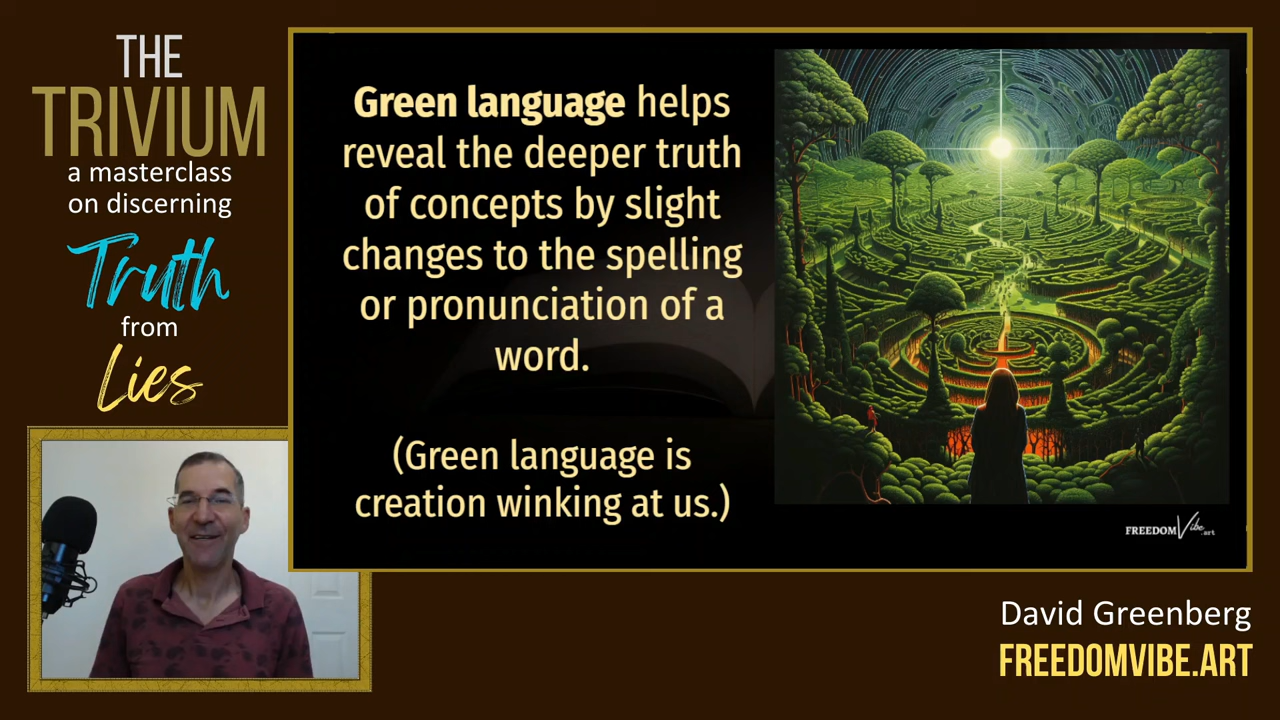 THE
TRIVIUM
a masterclass
on discerning
Truth
from
Lies
Green language helps
reveal the deeper truth
of concepts by slight
changes to the spelling
or pronunciation of a
word.
(Green language is
creation winking at us.)
FREEDOMVibe.art
David Greenberg
FREEDOMVIBE.ART